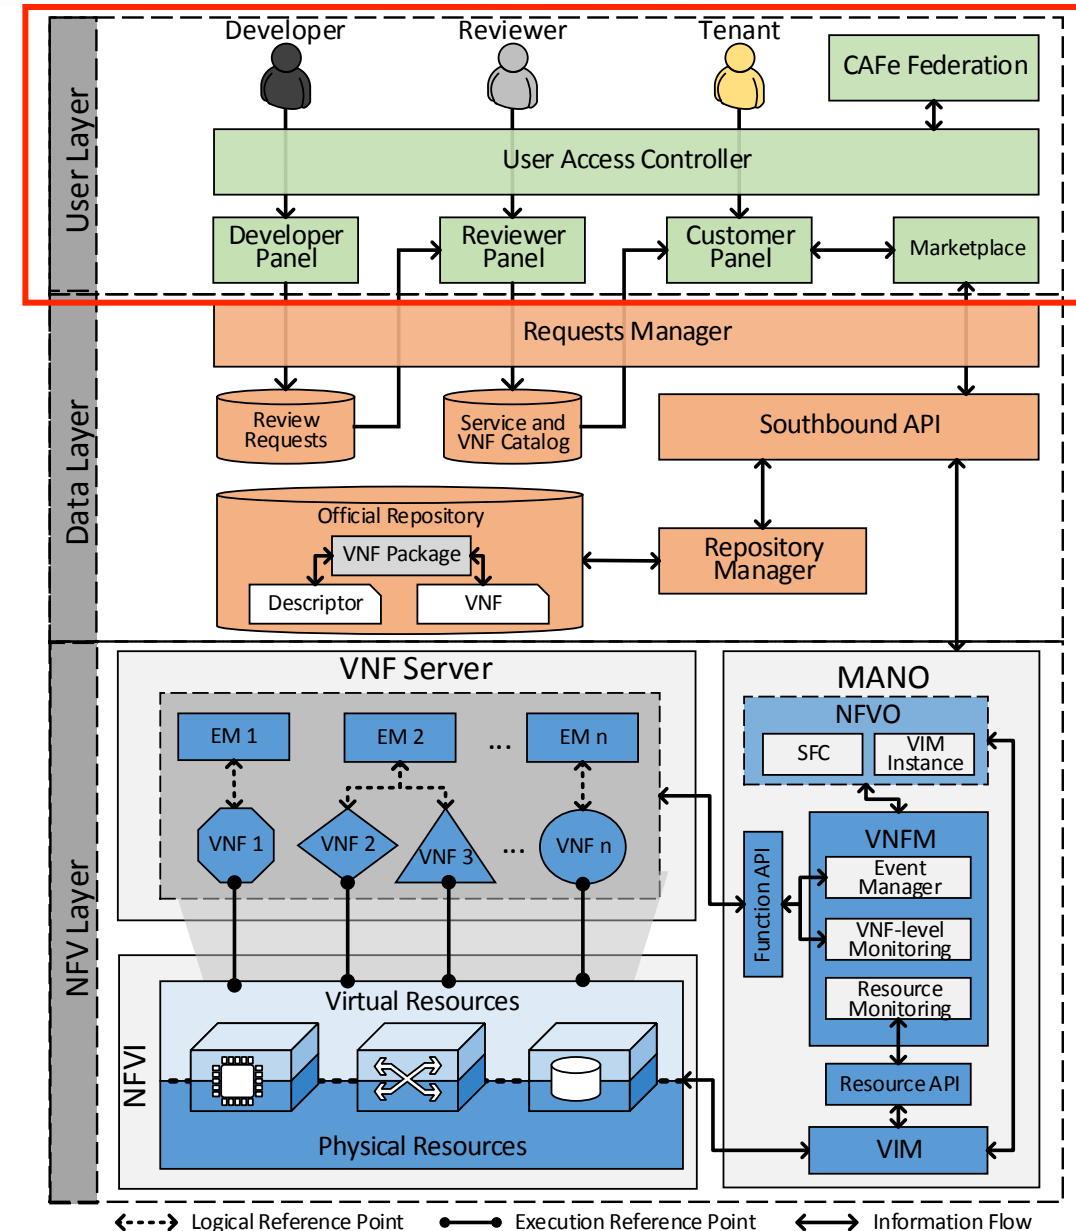 User Layer
Developer
Reviewer
Tenant
CAFe Federation
User Access Controller
Developer
Panel
Reviewer
Panel
Customer
Panel
Marketplace
Data Layer
Requests Manager
Review
Requests
Service and
VNF Catalog
Southbound API
Official Repository
VNF Package
Descriptor
VNF
Repository
Manager
NFV Layer
VNF Server
EM 1
EM 2
...
EM n
VNF 1
VNF 2
VNF 3
...
VNF n
NFVI
Virtual Resources
Physical Resources
MANO
NFVO
SFC
VIM
Instance
VNFM
Event
Manager
VNF-level
Monitoring
Resource
Monitoring
Function API
Resource API
VIM
Logical Reference Point
Execution Reference Point
Information Flow